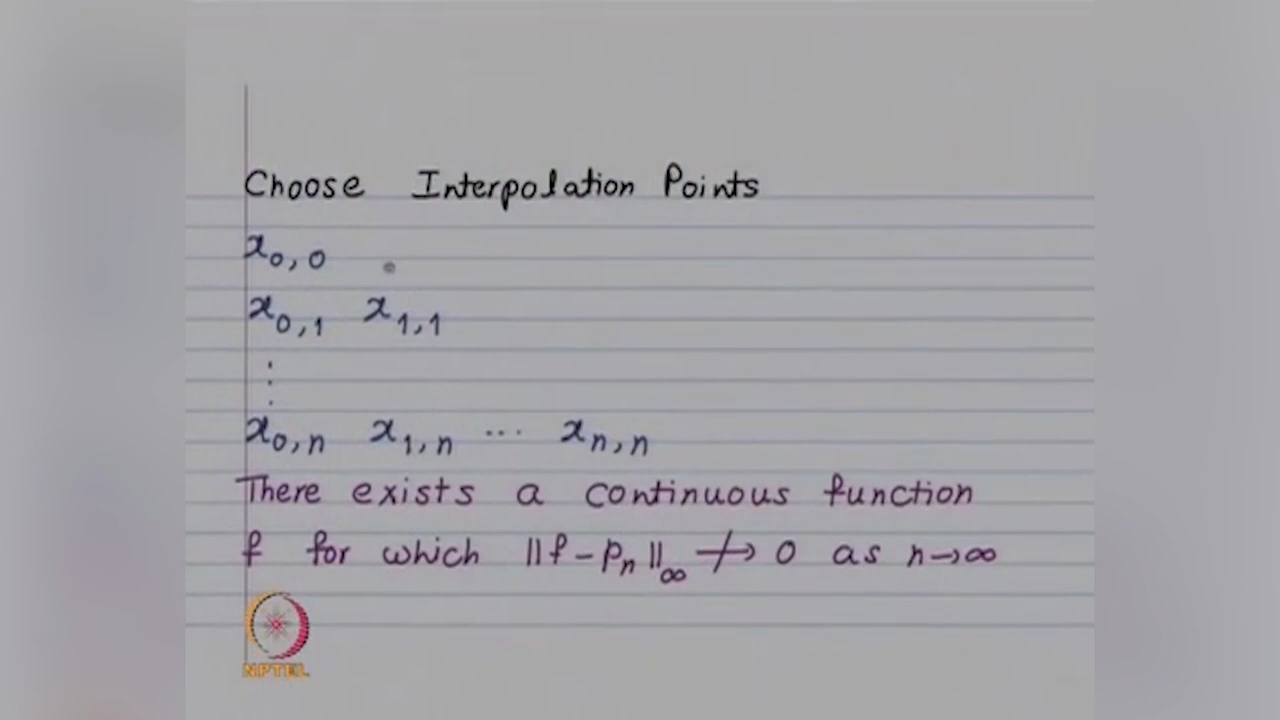 Choose Interpolation Points
x₀,₀
x₀,₁ x₁,₁
⋮
x₀,ₙ x₁,ₙ ... xₙ,ₙ
There exists a continuous function
f for which ||f - pₙ||∞ ↛ 0 as n→∞
NPTEL